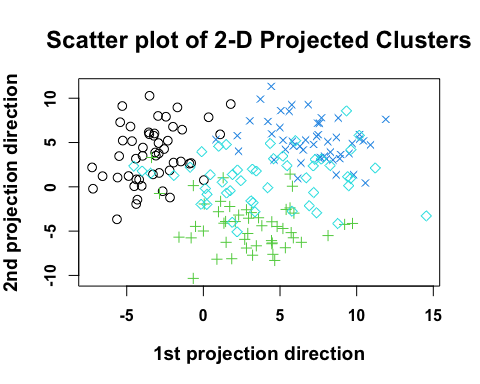 Scatter plot of 2-D Projected Clusters
2nd projection direction
10
5
0
-5
-10
-5 0 5 10 15
1st projection direction